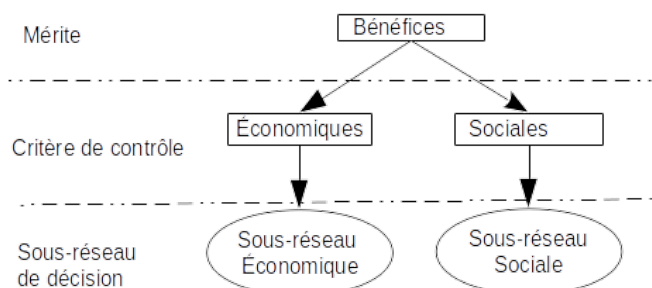 Mérite
Bénéfices
Critère de contrôle
Économiques
Sociales
Sous-réseau
de décision
Sous-réseau
Économique
Sous-réseau
Sociale